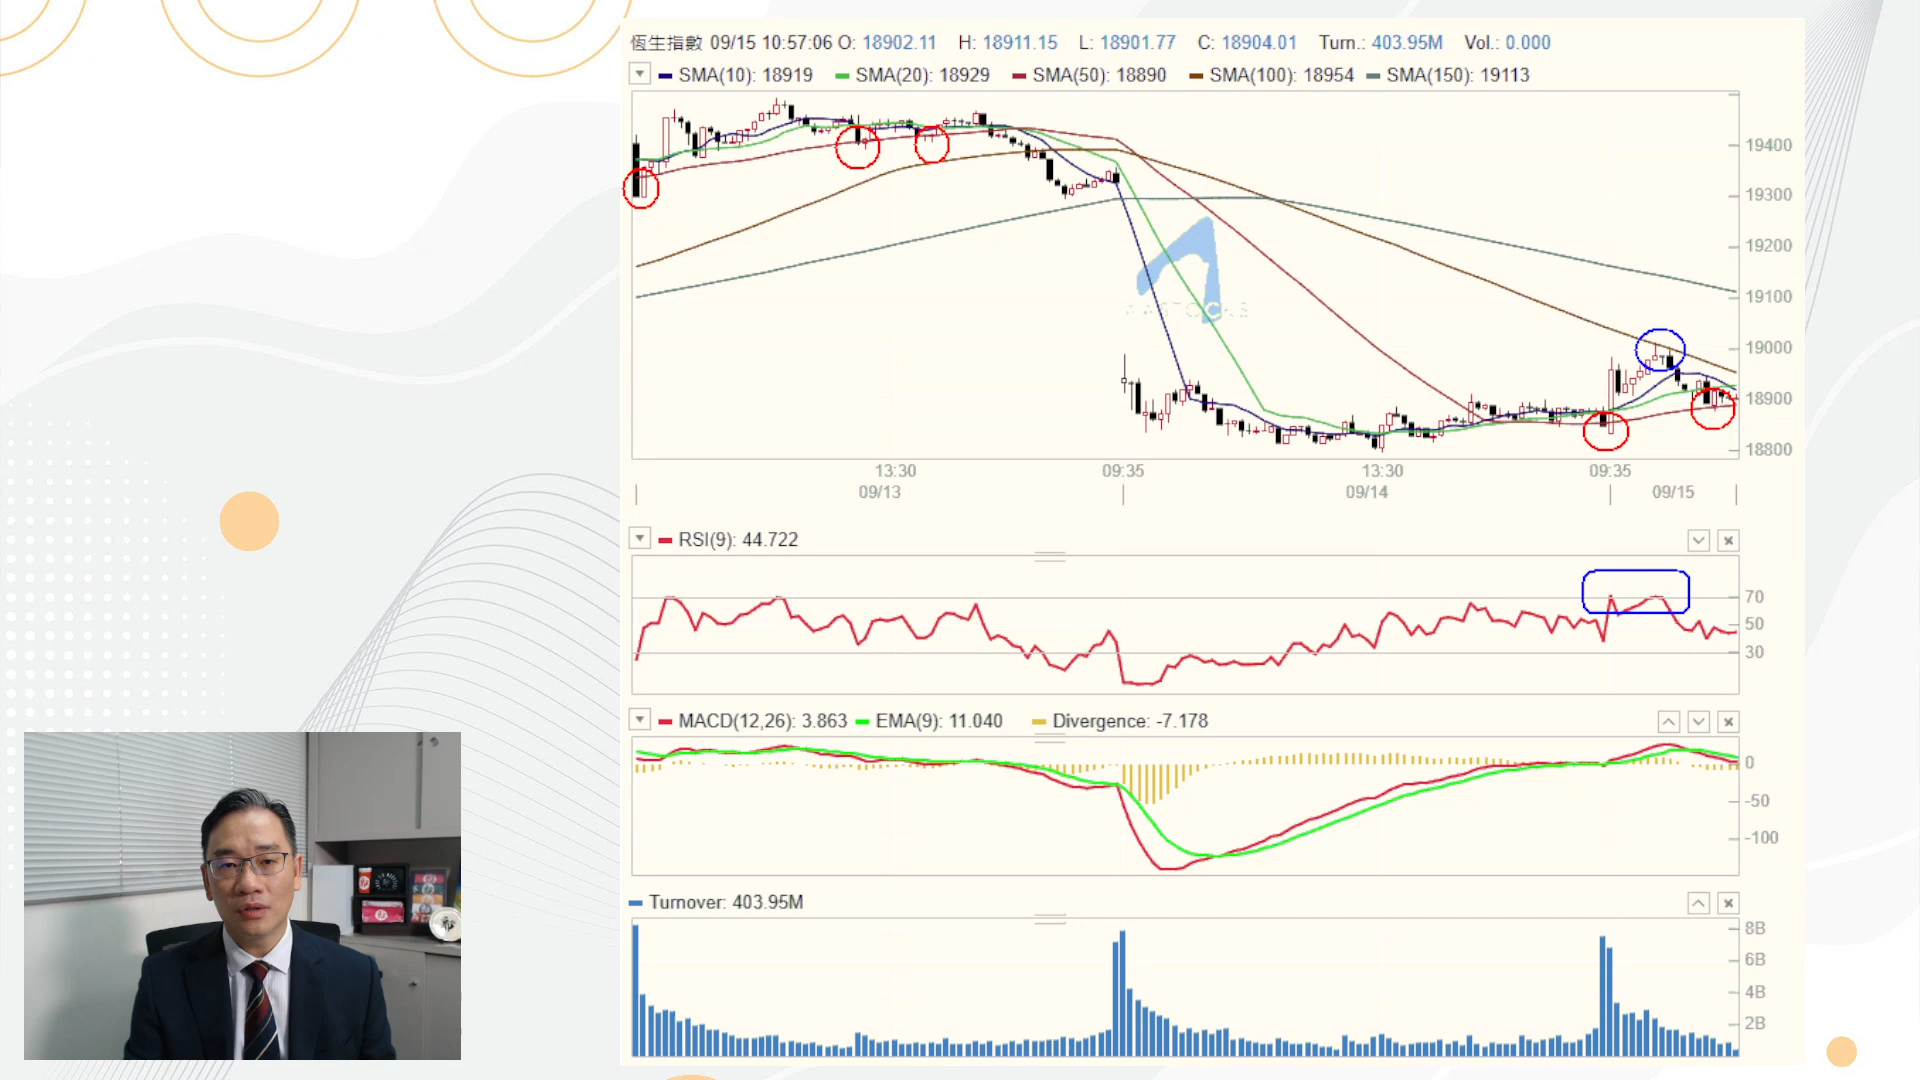 恆生指數 09/15 10:57:06 O: 18902.11 H: 18911.15 L: 18901.77 C: 18904.01 Turn.: 403.95M Vol.: 0.000
SMA(10): 18919 SMA(20): 18929 SMA(50): 18890 SMA(100): 18954 SMA(150): 19113
19400
19300
19200
19100
19000
18900
18800
13:30 09:35 13:30 09:35
09/13 09/14 09/15
RSI(9): 44.722
70
50
30
MACD(12,26): 3.863 EMA(9): 11.040 Divergence: -7.178
0
-50
-100
Turnover: 403.95M
8B
6B
4B
2B